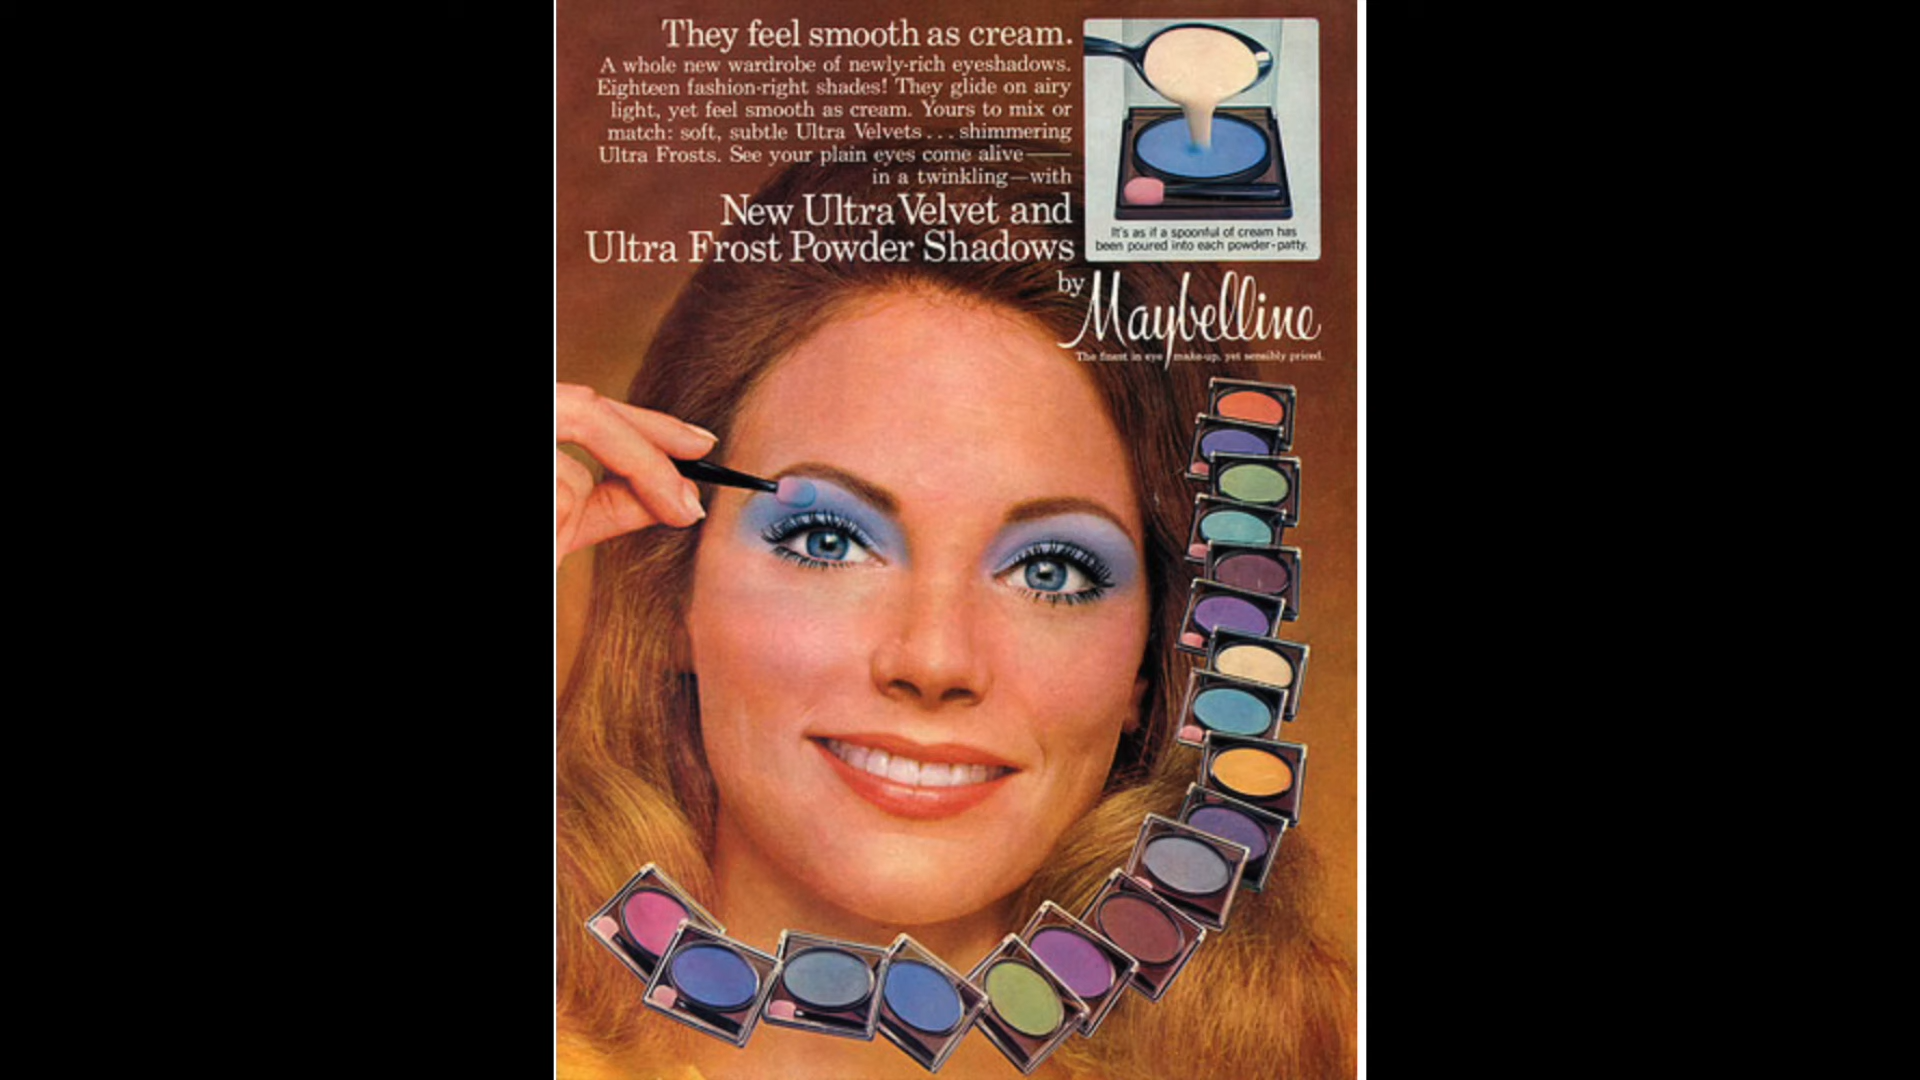 They feel smooth as cream.
A whole new wardrobe of newly-rich eyeshadows.
Eighteen fashion-right shades! They glide on airy
light, yet feel smooth as cream. Yours to mix or
match: soft, subtle Ultra Velvets . . . shimmering
Ultra Frosts. See your plain eyes come alive——
in a twinkling—with
New Ultra Velvet and
Ultra Frost Powder Shadows
by Maybelline
The finest in eye make-up, yet sensibly priced.
It's as if a spoonful of cream has
been poured into each powder-patty.